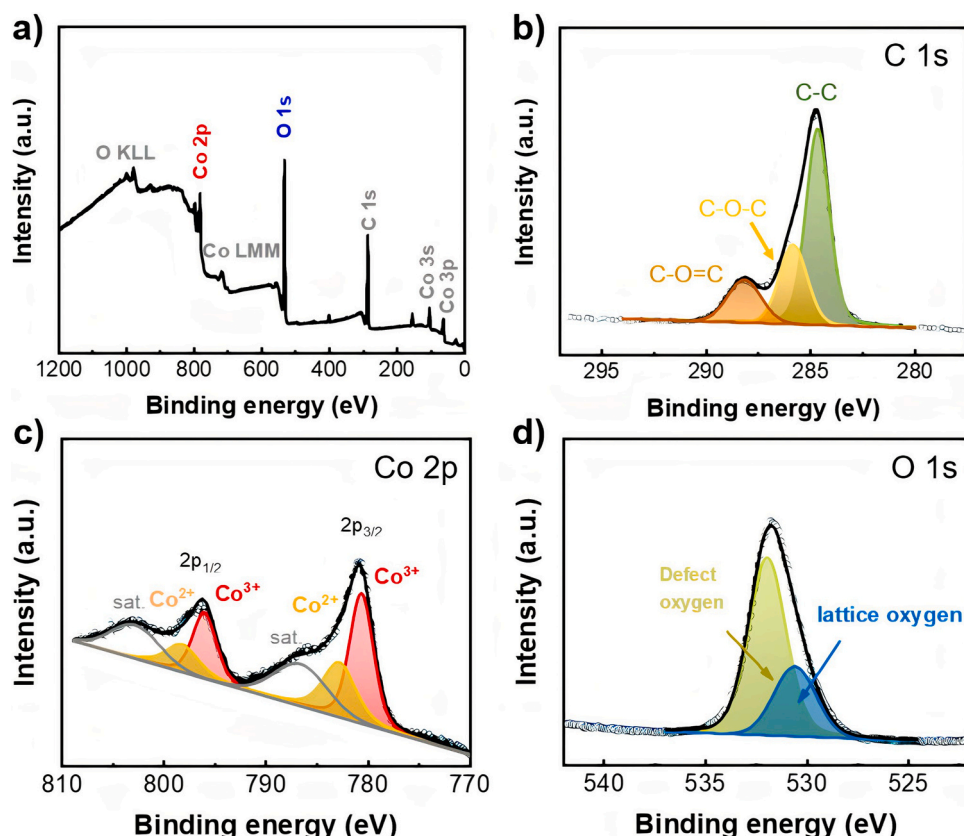 a)
Intensity (a.u.)
O KLL
Co 2p
Co LMM
O 1s
C 1s
Co 3s
Co 3p
1200 1000 800 600 400 200 0
Binding energy (eV)
b)
C 1s
Intensity (a.u.)
C-C
C-O-C
C-O=C
295 290 285 280
Binding energy (eV)
c)
Co 2p
Intensity (a.u.)
2p3/2
2p1/2
Co3+
Co2+
Co3+
Co2+
sat.
sat.
810 800 790 780 770
Binding energy (eV)
d)
O 1s
Intensity (a.u.)
Defect
oxygen
lattice oxygen
540 535 530 525
Binding energy (eV)